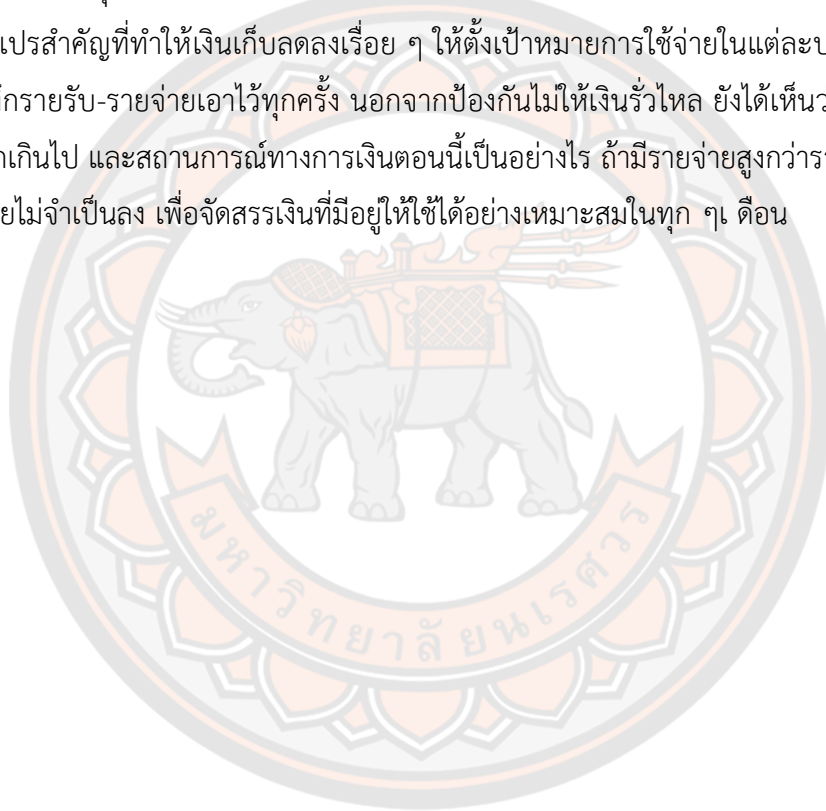 แปรสำคัญที่ทำให้เงินเก็บลดลงเรื่อย ๆ ให้ตั้งเป้าหมายการใช้จ่ายในแต่ละ
รายรับ-รายจ่ายเอาไว้ทุกครั้ง นอกจากป้องกันไม่ให้เงินรั่วไหล ยังได้เห็น
เกินไป และสถานการณ์ทางการเงินตอนนี้เป็นอย่างไร ถ้ามีรายจ่ายสูงกว่า
ไม่จำเป็นลง เพื่อจัดสรรเงินที่มีอยู่ให้ใช้ได้อย่างเหมาะสมในทุก ๆเ ดือน
มหาวิทยาลัยนเรศวร